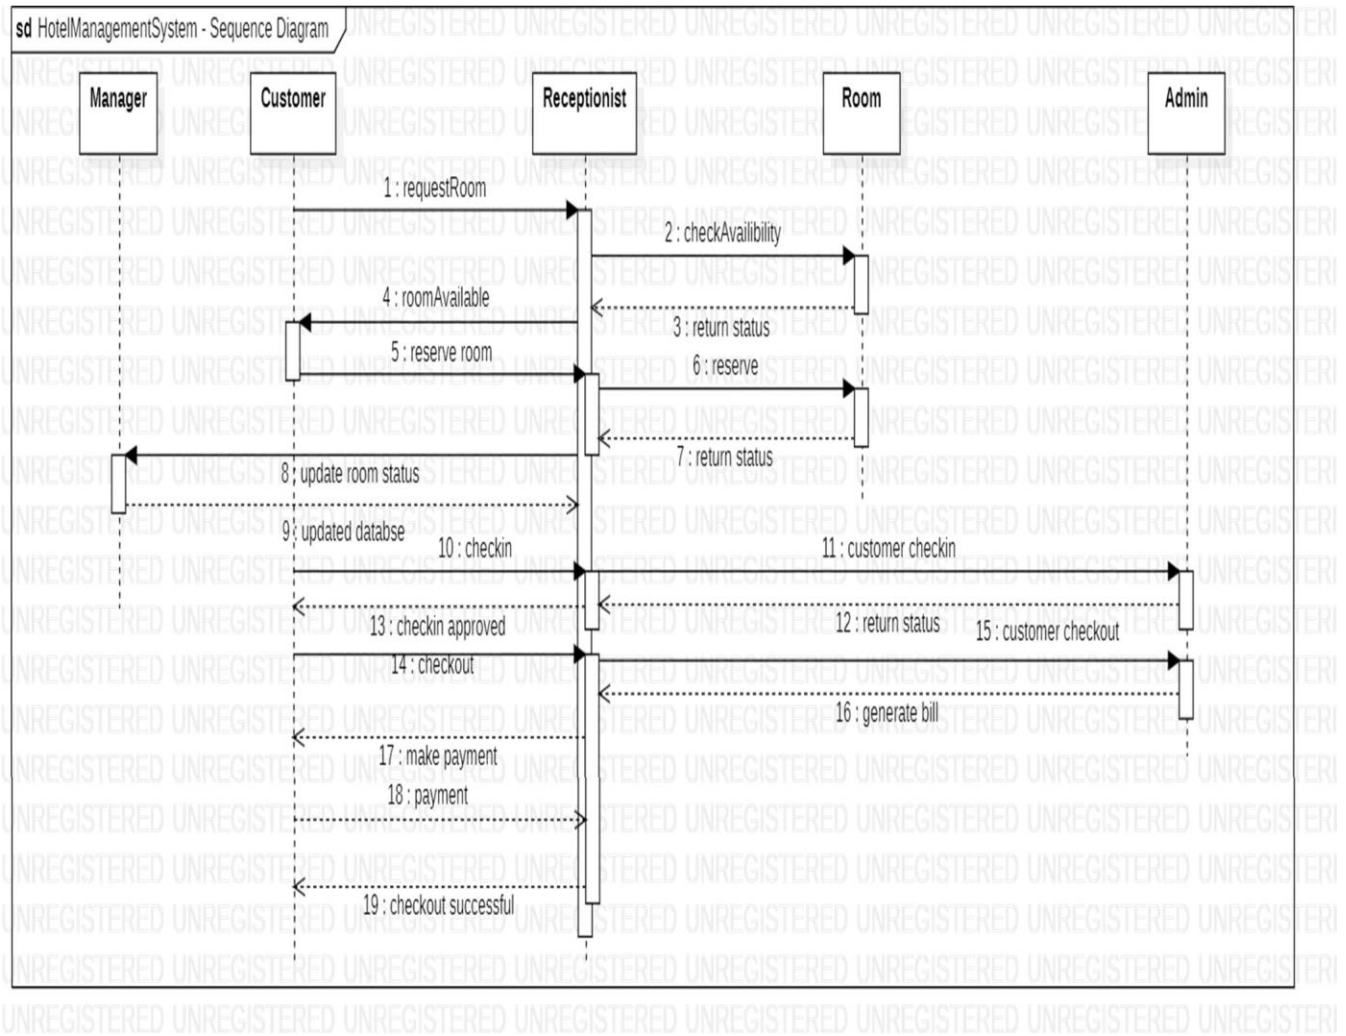 sd HotelManagementSystem - Sequence Diagram
Manager
Customer
Receptionist
Room
Admin
1 : requestRoom
2 : checkAvailibility
3 : return status
4 : roomAvailable
5 : reserve room
6 : reserve
7 : return status
8 : update room status
9 : updated databse
10 : checkin
11 : customer checkin
12 : return status
13 : checkin approved
14 : checkout
15 : customer checkout
16 : generate bill
17 : make payment
18 : payment
19 : checkout successful
UNREGISTERED